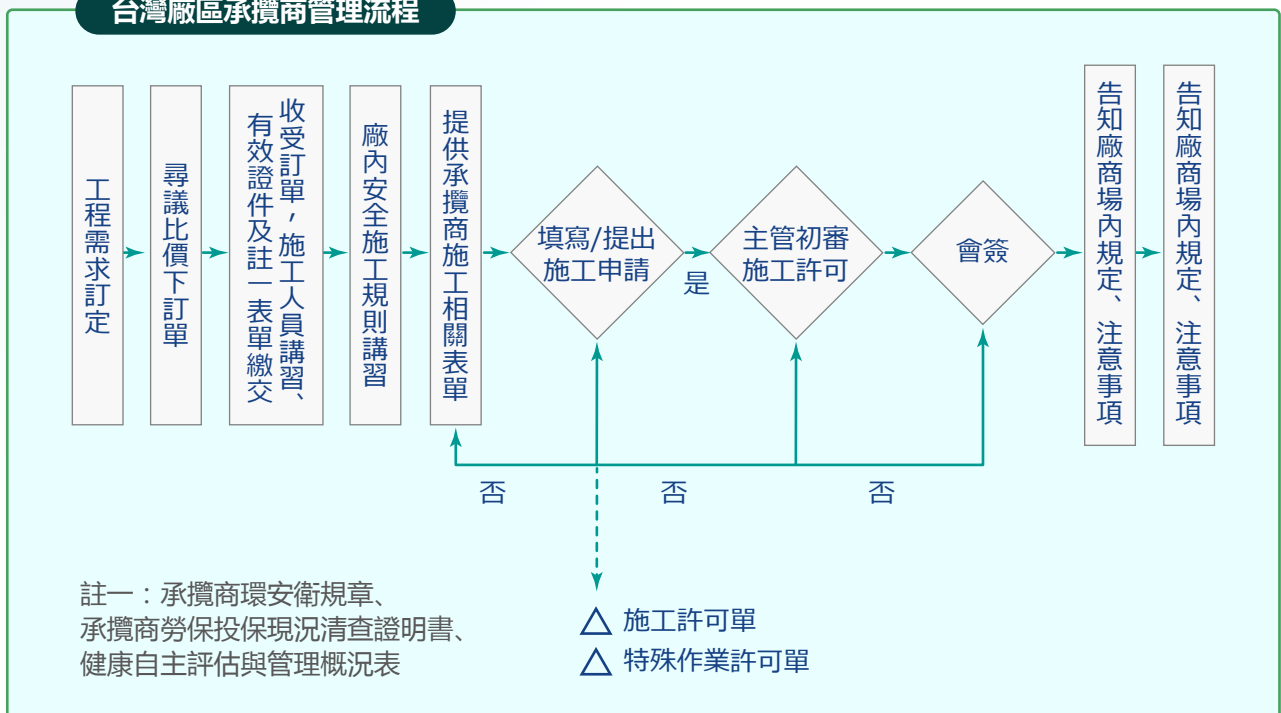 台灣廠區承攬商管理流程
工程需求訂定
尋議比價下訂單
收受訂單,施工人員講習、
有效證件及註一表單繳交
廠內安全施工規則講習
提供承攬商施工相關表單
填寫/提出
施工申請
是
主管初審
施工許可
會簽
告知廠商場內規定、注意事項
告知廠商場內規定、注意事項
否
否
否
註一：承攬商環安衛規章、
承攬商勞保投保現況清查證明書、
健康自主評估與管理概況表
△ 施工許可單
△ 特殊作業許可單